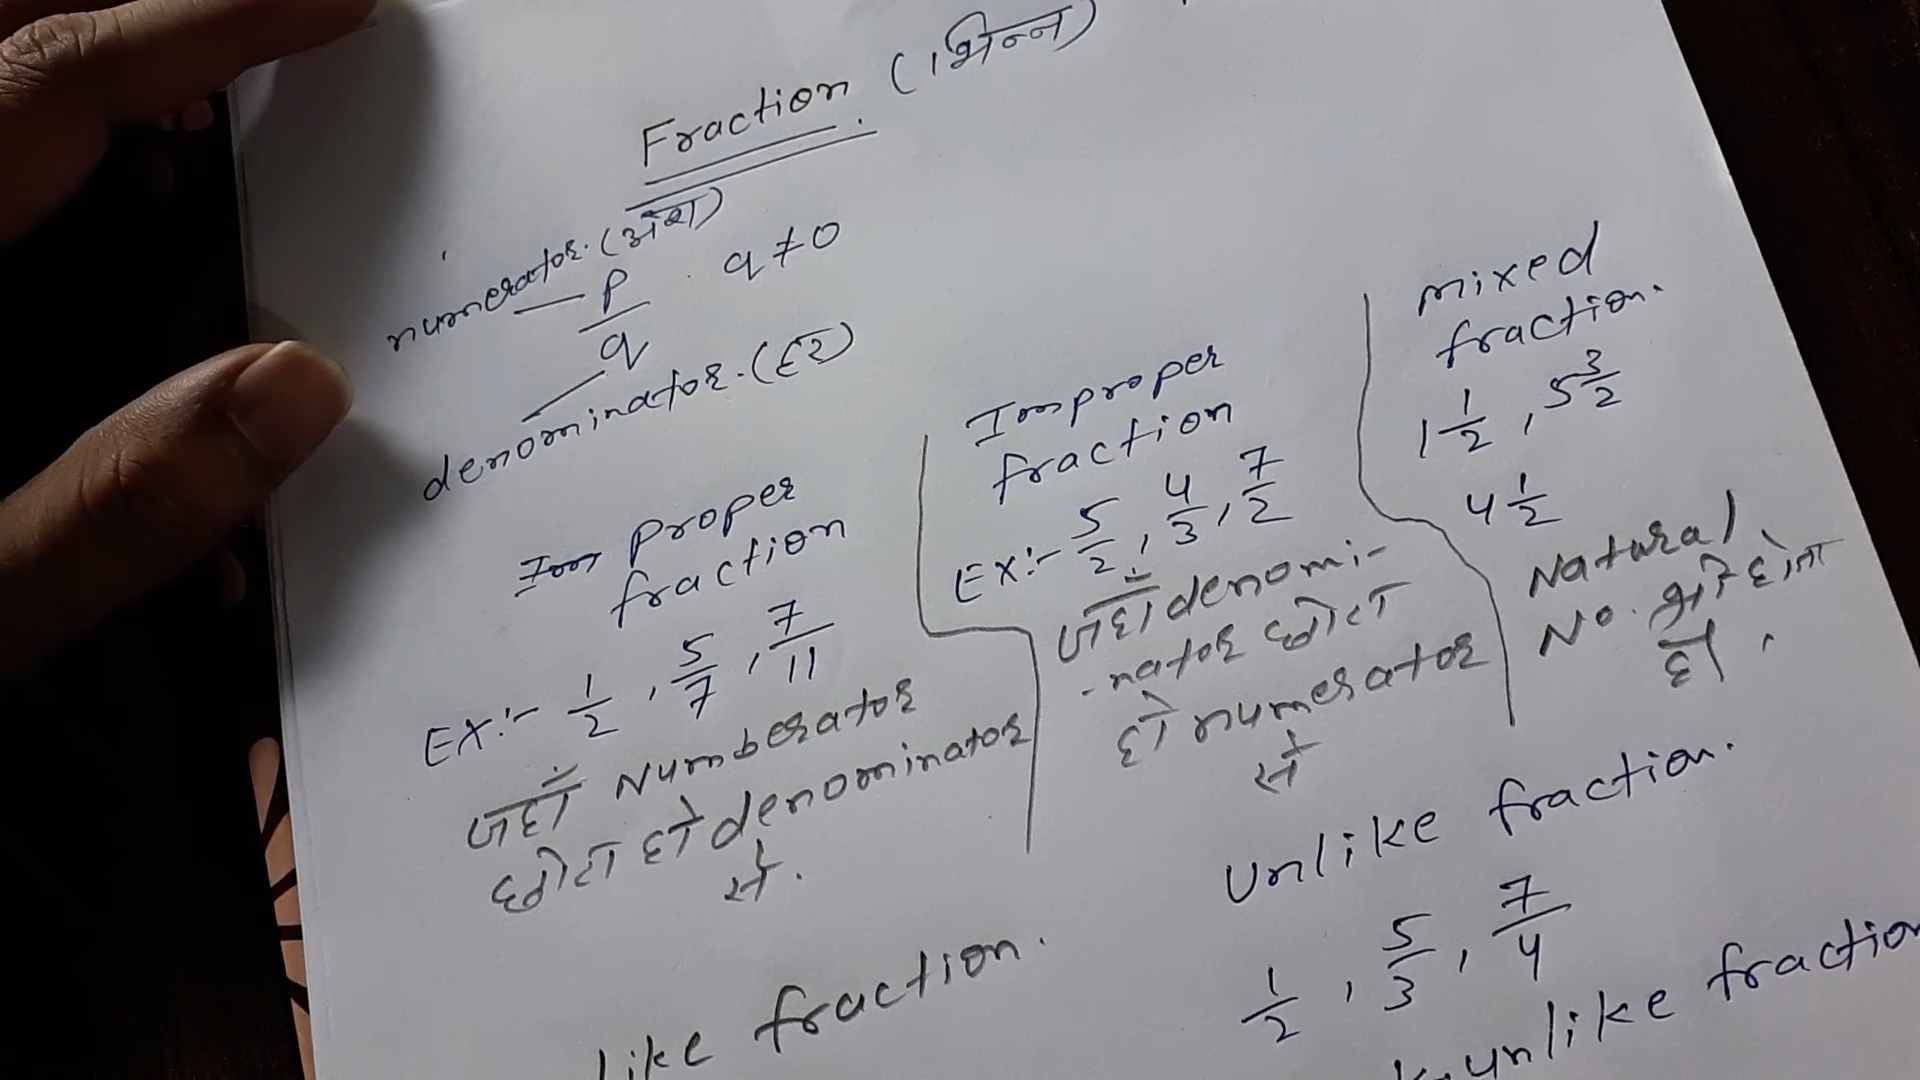 Fraction (भिन्न)
numerator. (अंश)
p/q q≠0
denominator. (हर)
Im proper
fraction
Ex:- 1/2, 5/7, 7/11
जहाँ Numberator
छोटा हो denominator
से.
Improper
fraction
Ex:- 5/2, 4/3, 7/2
जहाँ denomi-
-nator छोटा
हो numerator
से
mixed
fraction.
1 1/2, 5 3/2
4 1/2
Natural
No. भी होता
है।
like fraction.
unlike fraction.
1/2, 5/3, 7/4
unlike fraction